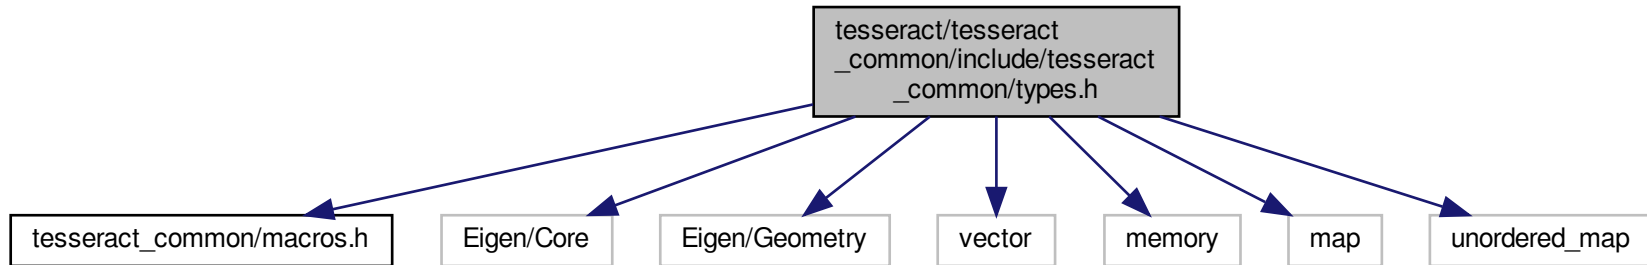 tesseract/tesseract
_common/include/tesseract
_common/types.h
tesseract_common/macros.h
Eigen/Core
Eigen/Geometry
vector
memory
map
unordered_map